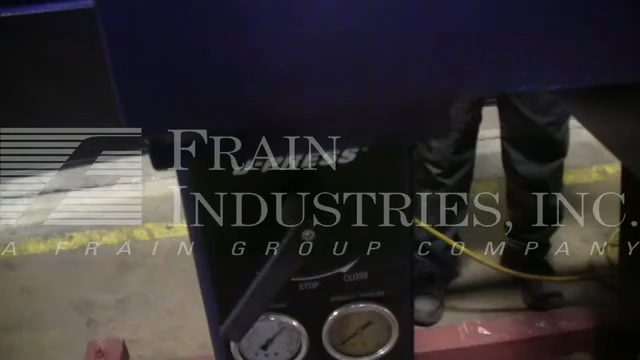 FRAIN
INDUSTRIES, INC.
A FRAIN GROUP COMPANY
STOP
CLOSE